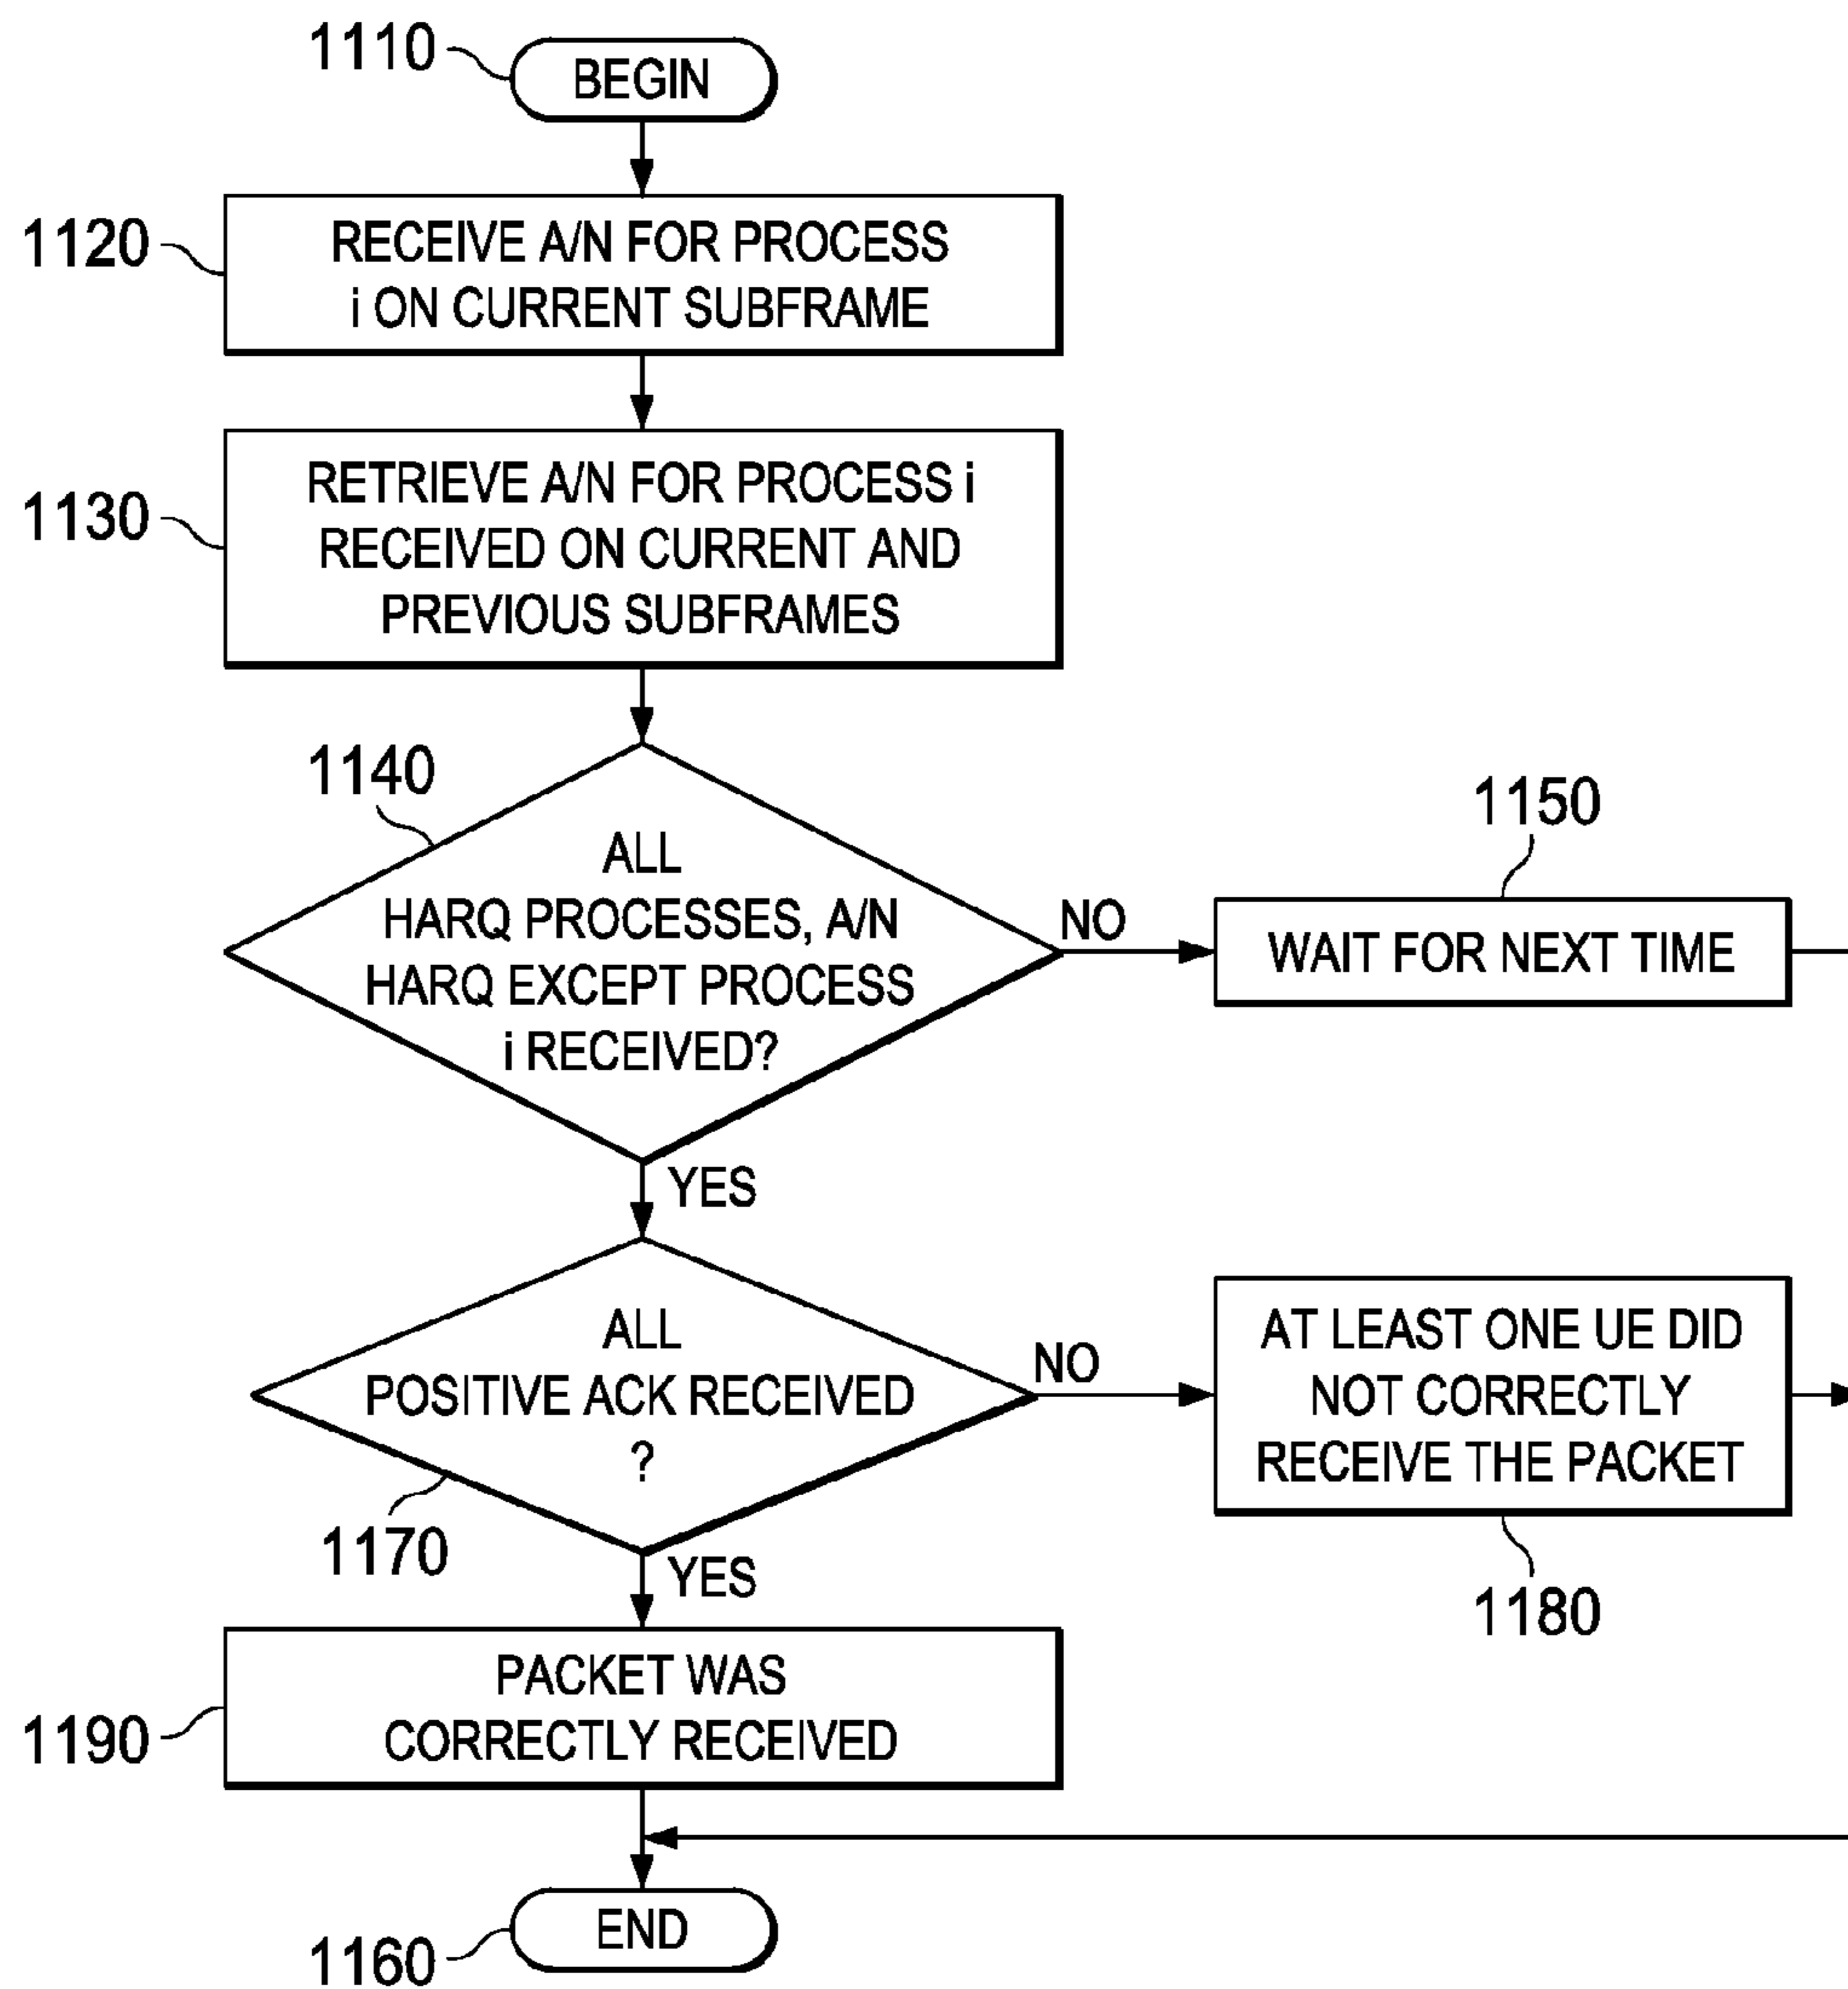 1110
BEGIN
1120
RECEIVE A/N FOR PROCESS
i ON CURRENT SUBFRAME
1130
RETRIEVE A/N FOR PROCESS i
RECEIVED ON CURRENT AND
PREVIOUS SUBFRAMES
1140
ALL
HARQ PROCESSES, A/N
HARQ EXCEPT PROCESS
i RECEIVED?
NO
1150
WAIT FOR NEXT TIME
YES
ALL
POSITIVE ACK RECEIVED
?
1170
NO
AT LEAST ONE UE DID
NOT CORRECTLY
RECEIVE THE PACKET
1180
YES
1190
PACKET WAS
CORRECTLY RECEIVED
END
1160